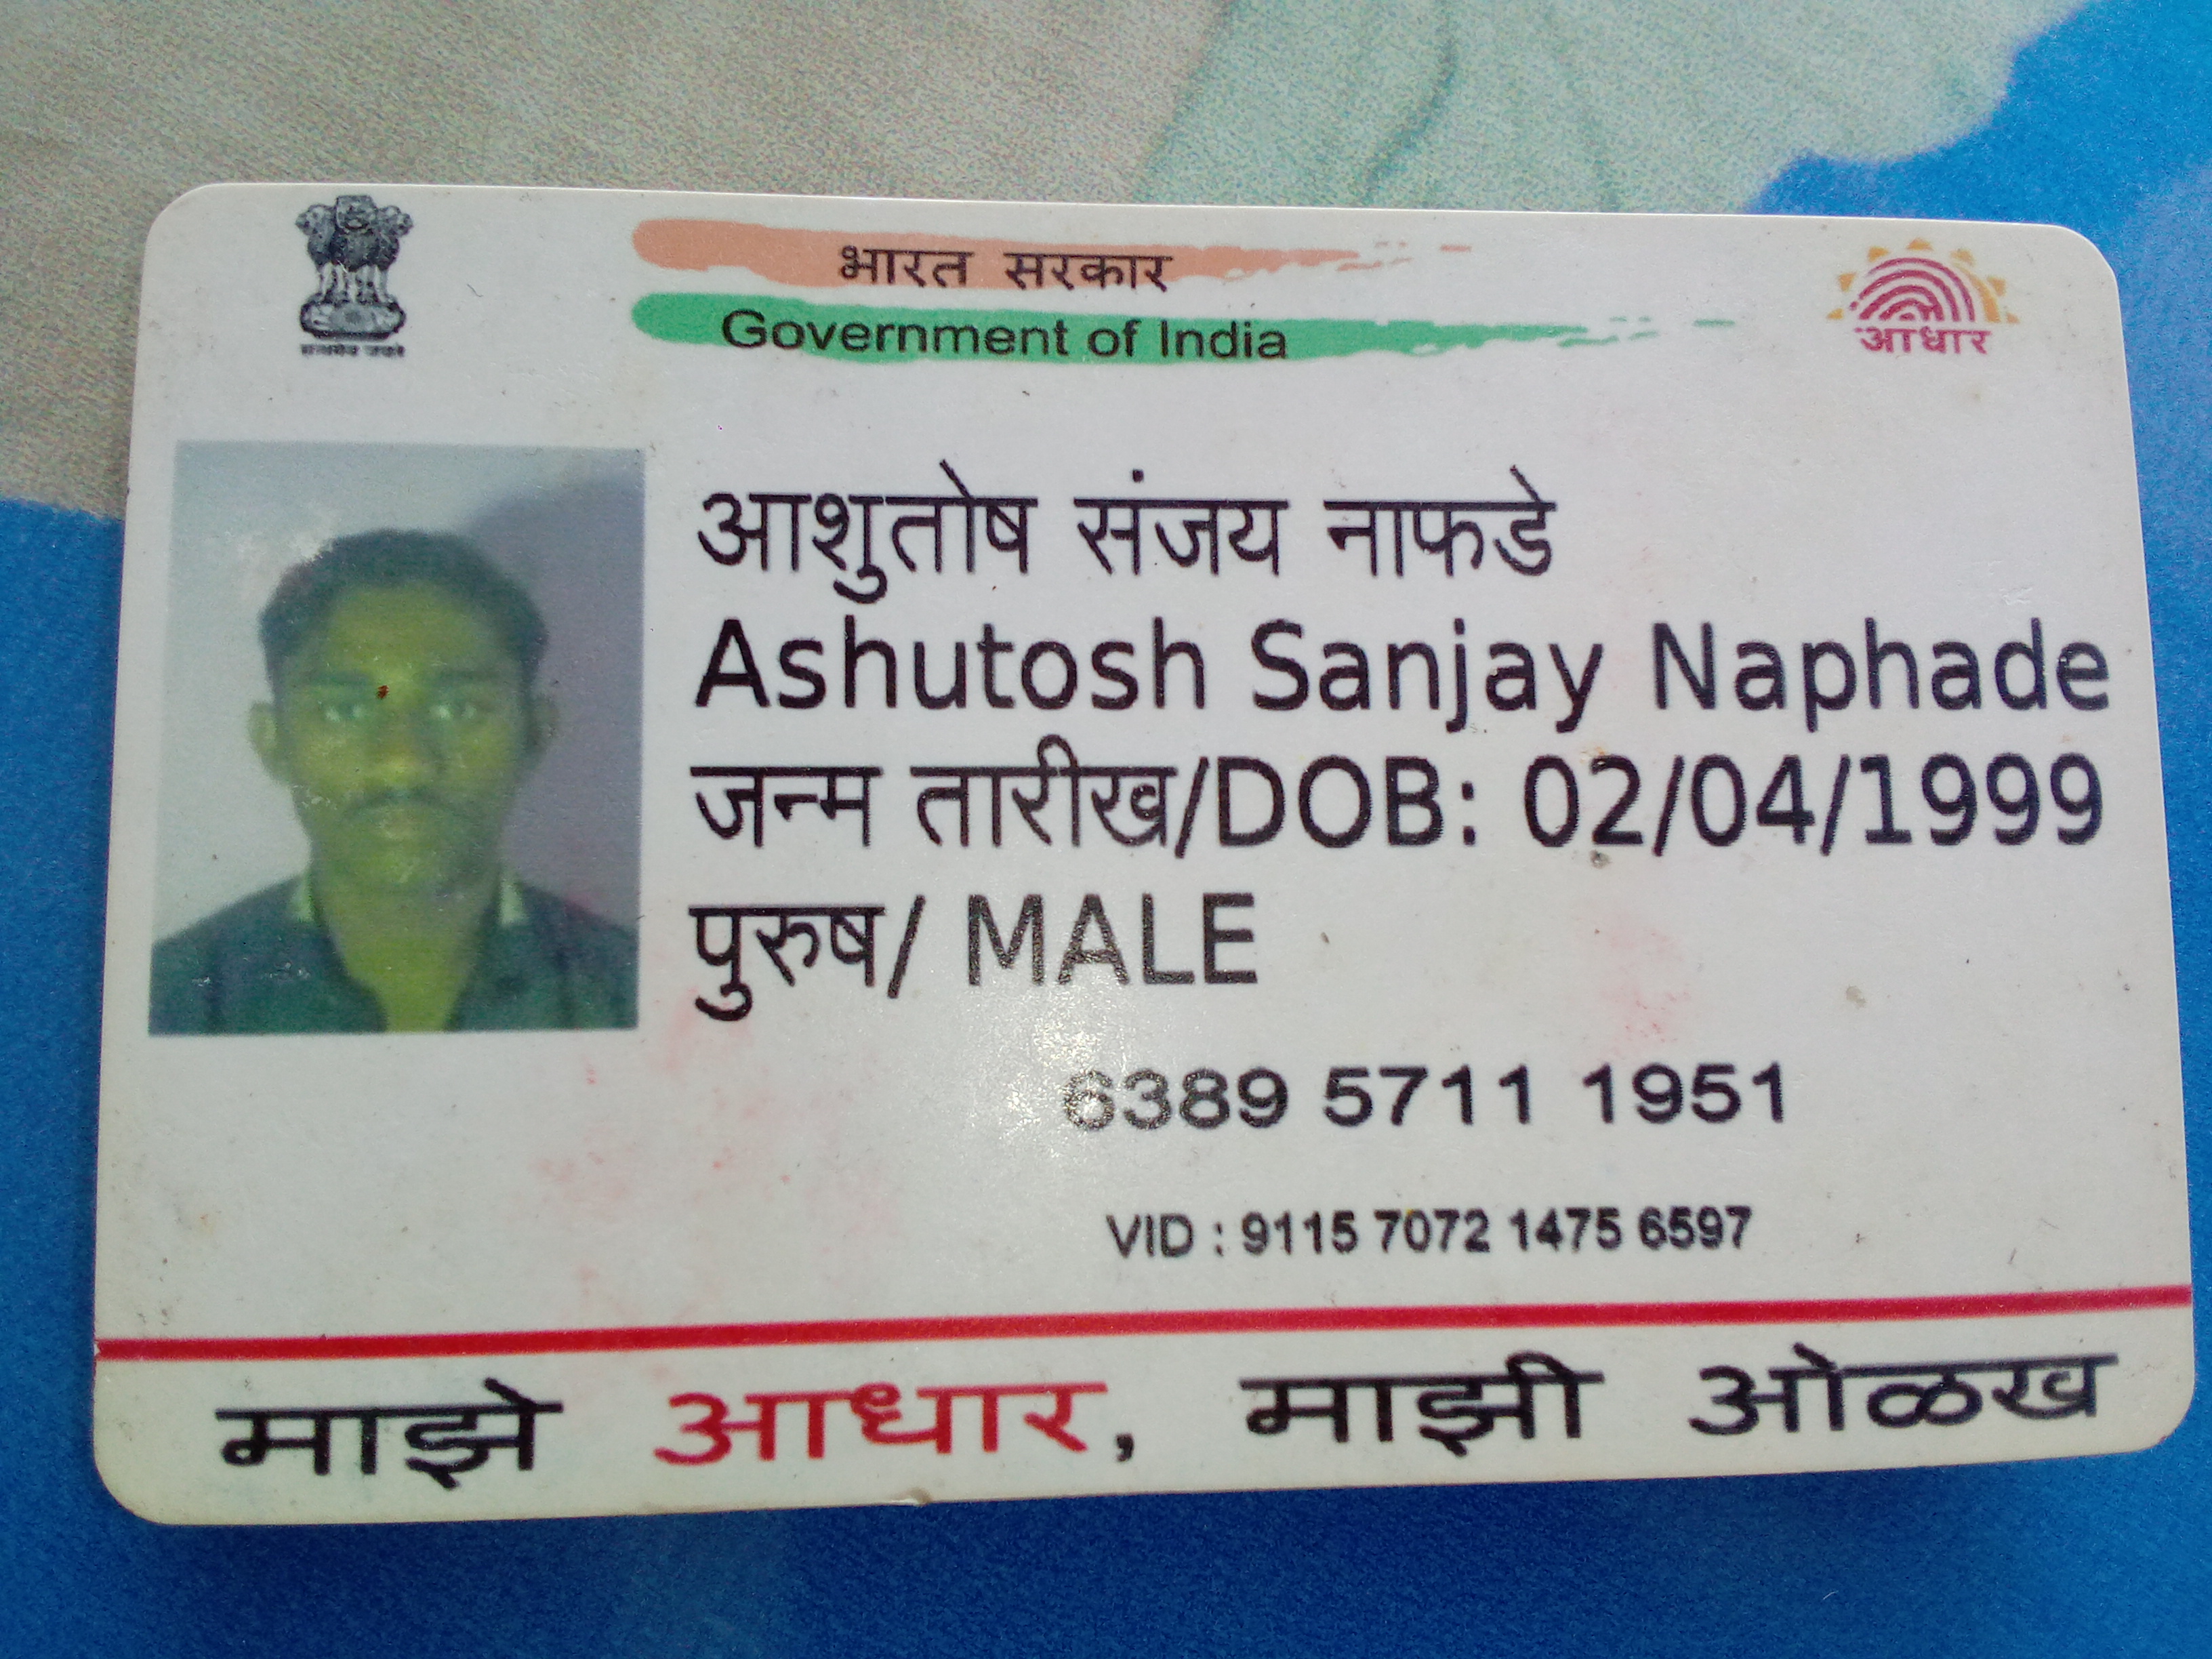 भारत सरकार
Government of India
आधार
आशुतोष संजय नाफडे
Ashutosh Sanjay Naphade
जन्म तारीख/DOB: 02/04/1999
पुरुष/ MALE
6389 5711 1951
VID : 9115 7072 1475 6597
माझे आधार, माझी ओळख